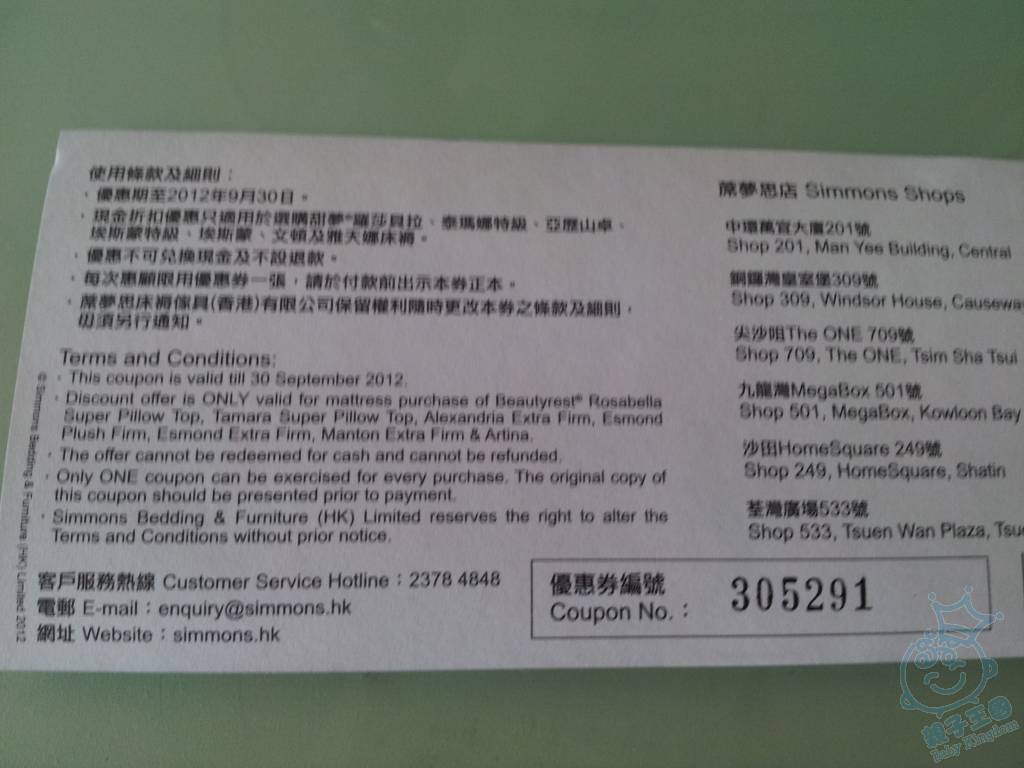 使用條款及細則：
· 優惠期至2012年9月30日。
· 現金折扣優惠只適用於選購甜夢®羅莎貝拉、泰瑪娜特級、亞歷山卓、
埃斯蒙特級、埃斯蒙、文頓及雅天娜床褥。
· 優惠不可兌換現金及不設退款。
· 每次惠顧限用優惠券一張，請於付款前出示本券正本。
· 蓆夢思床褥傢具(香港)有限公司保留權利隨時更改本券之條款及細則，
毋須另行通知。
Terms and Conditions:
· This coupon is valid till 30 September 2012.
· Discount offer is ONLY valid for mattress purchase of Beautyrest® Rosabella
Super Pillow Top, Tamara Super Pillow Top, Alexandria Extra Firm, Esmond
Plush Firm, Esmond Extra Firm, Manton Extra Firm & Artina.
· The offer cannot be redeemed for cash and cannot be refunded.
· Only ONE coupon can be exercised for every purchase. The original copy of
this coupon should be presented prior to payment.
· Simmons Bedding & Furniture (HK) Limited reserves the right to alter the
Terms and Conditions without prior notice.
客戶服務熱線 Customer Service Hotline：2378 4848
電郵 E-mail：enquiry@simmons.hk
網址 Website：simmons.hk
© Simmons Bedding & Furniture (HK) Limited 2012
蓆夢思店 Simmons Shops
中環萬宜大廈201號
Shop 201, Man Yee Building, Central
銅鑼灣皇室堡309號
Shop 309, Windsor House, Causewa
尖沙咀The ONE 709號
Shop 709, The ONE, Tsim Sha Tsui
九龍灣MegaBox 501號
Shop 501, MegaBox, Kowloon Bay
沙田HomeSquare 249號
Shop 249, HomeSquare, Shatin
荃灣廣場533號
Shop 533, Tsuen Wan Plaza, Tsue
優惠券編號
Coupon No.： 305291
親子王國
Baby Kingdom